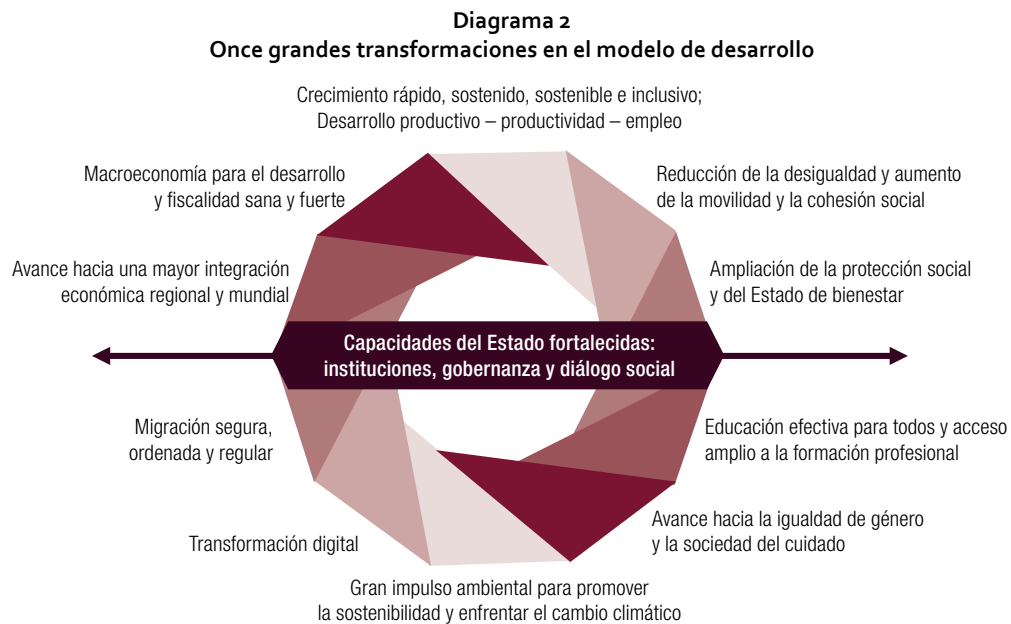 Diagrama 2
Once grandes transformaciones en el modelo de desarrollo
Crecimiento rápido, sostenido, sostenible e inclusivo;
Desarrollo productivo – productividad – empleo
Macroeconomía para el desarrollo
y fiscalidad sana y fuerte
Reducción de la desigualdad y aumento
de la movilidad y la cohesión social
Avance hacia una mayor integración
económica regional y mundial
Ampliación de la protección social
y del Estado de bienestar
Capacidades del Estado fortalecidas:
instituciones, gobernanza y diálogo social
Migración segura,
ordenada y regular
Educación efectiva para todos y acceso
amplio a la formación profesional
Transformación digital
Avance hacia la igualdad de género
y la sociedad del cuidado
Gran impulso ambiental para promover
la sostenibilidad y enfrentar el cambio climático